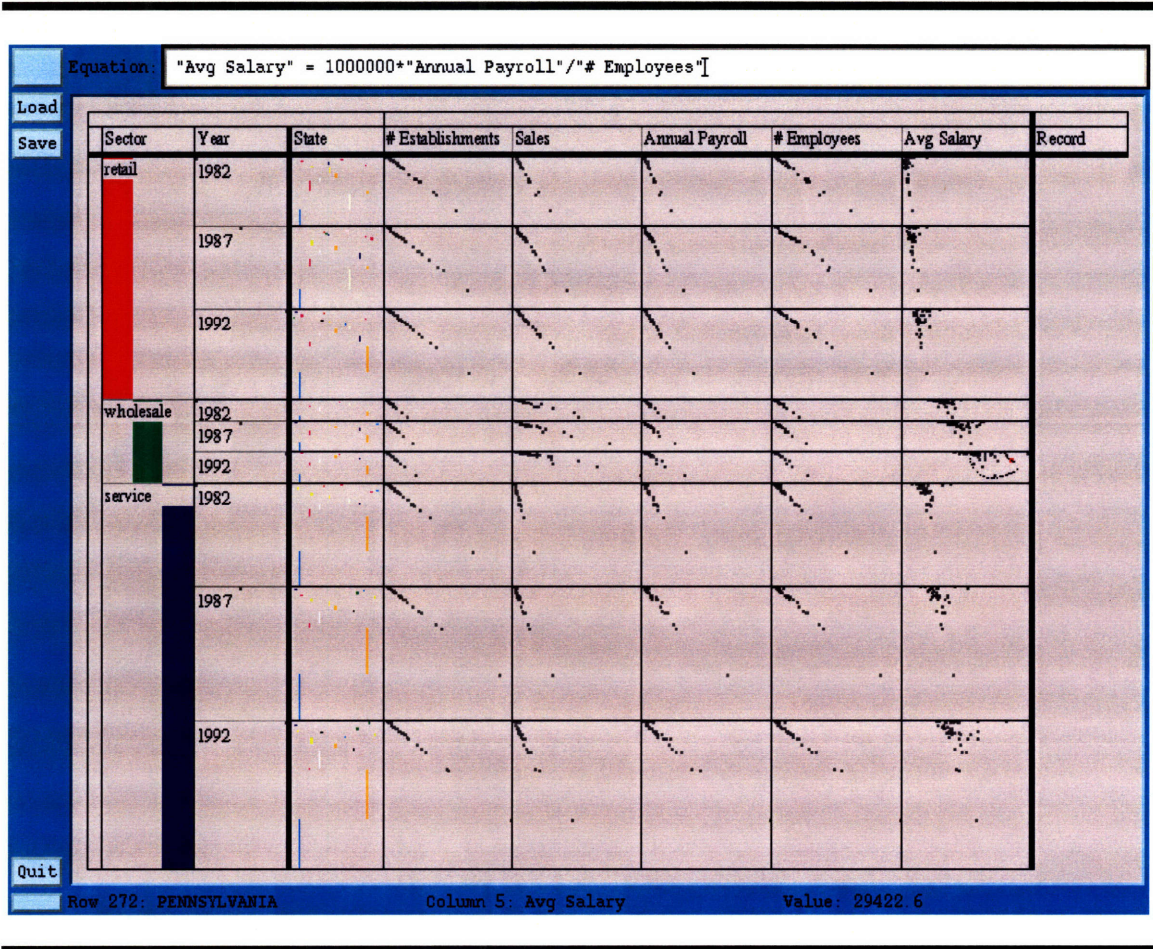 Equation: "Avg Salary" = 1000000*"Annual Payroll"/"# Employees"
Load
Save
Sector Year State # Establishments Sales Annual Payroll # Employees Avg Salary Record
retail 1982
1987
1992
wholesale 1982
1987
1992
service 1982
1987
1992
Quit
Row 272: PENNSYLVANIA Column 5: Avg Salary Value: 29422.6